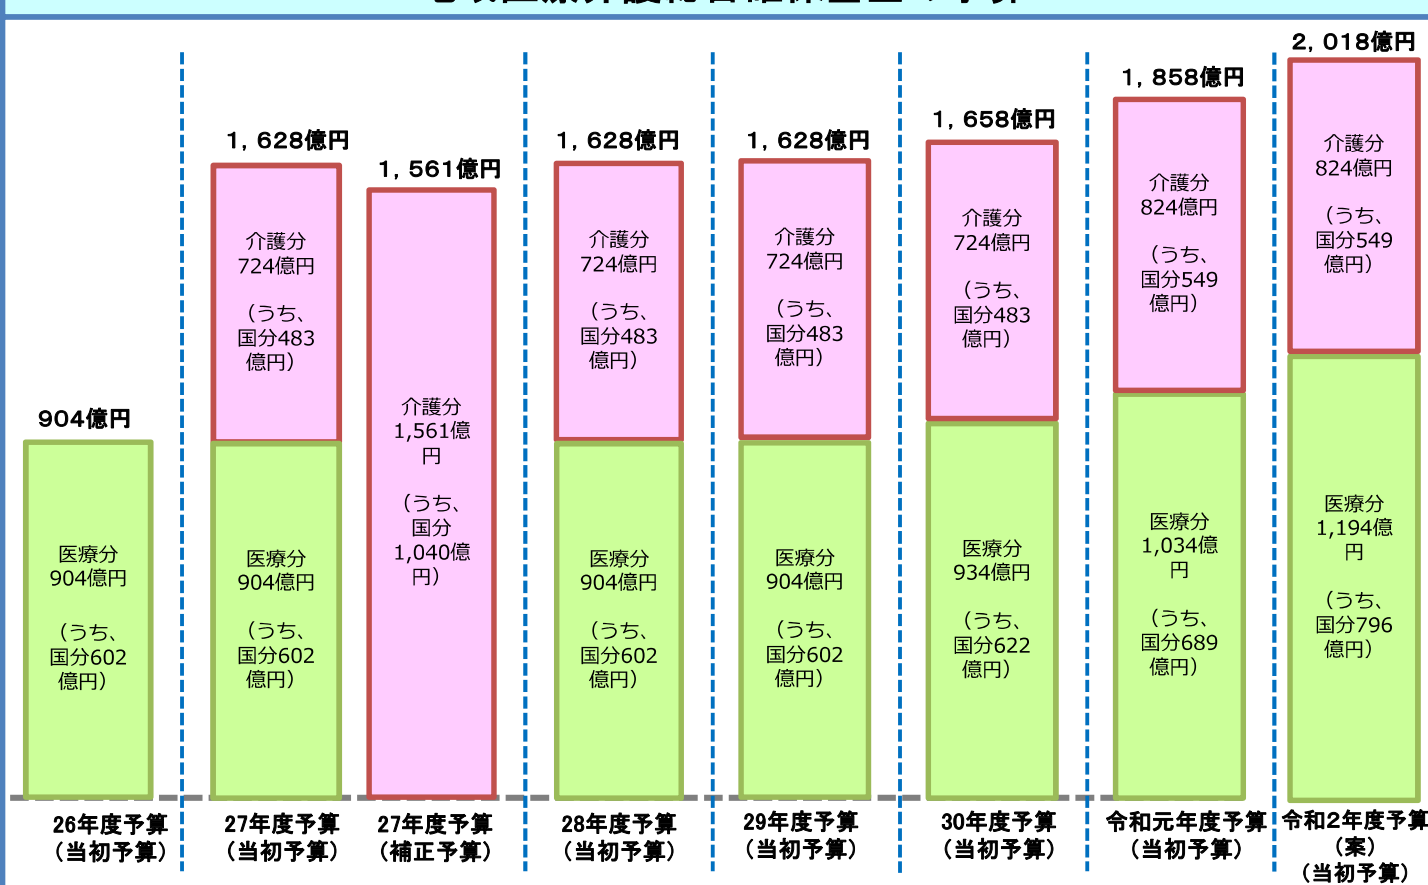 904億円
医療分
904億円
（うち、
国分602
億円）
26年度予算
（当初予算）
1，628億円
介護分
724億円
（うち、
国分483
億円）
医療分
904億円
（うち、
国分602
億円）
27年度予算
（当初予算）
1，561億円
介護分
1,561億
円
（うち、
国分
1,040億
円）
27年度予算
（補正予算）
1，628億円
介護分
724億円
（うち、
国分483
億円）
医療分
904億円
（うち、
国分602
億円）
28年度予算
（当初予算）
1，628億円
介護分
724億円
（うち、
国分483
億円）
医療分
904億円
（うち、
国分602
億円）
29年度予算
（当初予算）
1，658億円
介護分
724億円
（うち、
国分483
億円）
医療分
934億円
（うち、
国分622
億円）
30年度予算
（当初予算）
1，858億円
介護分
824億円
（うち、
国分549
億円）
医療分
1,034億
円
（うち、
国分689
億円）
令和元年度予算
（当初予算）
2，018億円
介護分
824億円
（うち、
国分549
億円）
医療分
1,194億
円
（うち、
国分796
億円）
令和2年度予算
（案）
（当初予算）